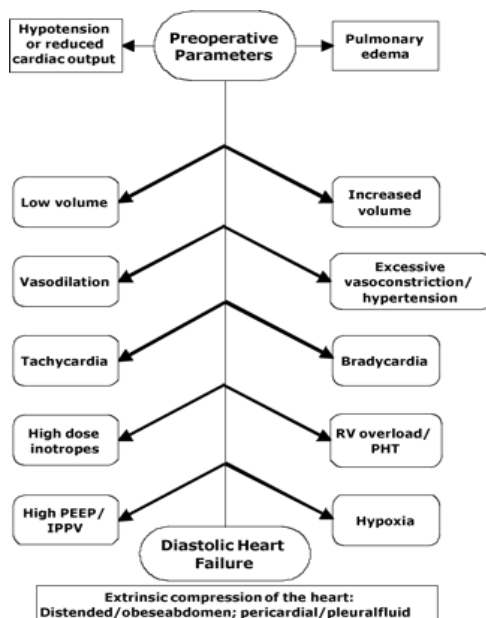 Hypotension
or reduced
cardiac output
Preoperative
Parameters
Pulmonary
edema
Low volume
Increased
volume
Vasodilation
Excessive
vasoconstriction/
hypertension
Tachycardia
Bradycardia
High dose
inotropes
RV overload/
PHT
High PEEP/
IPPV
Hypoxia
Diastolic Heart
Failure
Extrinsic compression of the heart:
Distended/obeseabdomen; pericardial/pleuralfluid